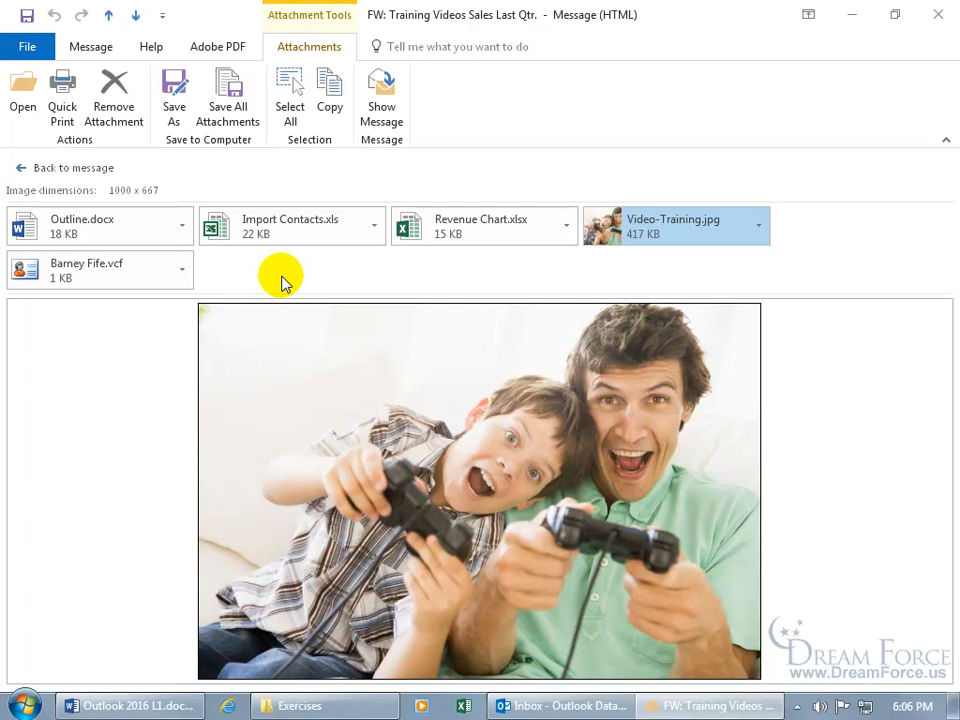 Attachment Tools
FW: Training Videos Sales Last Qtr. - Message (HTML)
File Message Help Adobe PDF Attachments Tell me what you want to do
Open
Quick Print
Remove Attachment
Save As
Save All Attachments
Select All
Copy
Show Message
Actions Save to Computer Selection Message
Back to message
Image dimensions: 1000 x 667
Outline.docx
18 KB
Import Contacts.xls
22 KB
Revenue Chart.xlsx
15 KB
Video-Training.jpg
417 KB
Barney Fife.vcf
1 KB
DREAM FORCE
www.DreamForce.us
Outlook 2016 L1.doc... Exercises Inbox - Outlook Data... FW: Training Videos ... 6:06 PM